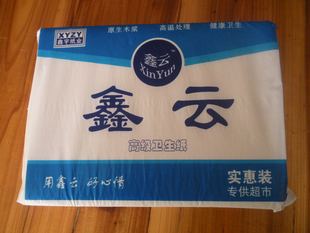 XYZY
鑫宇纸业
原生木浆 高温处理 健康卫生
鑫云
XinYun
鑫云
高级卫生纸
用鑫云 好心情
实惠装
专供超市